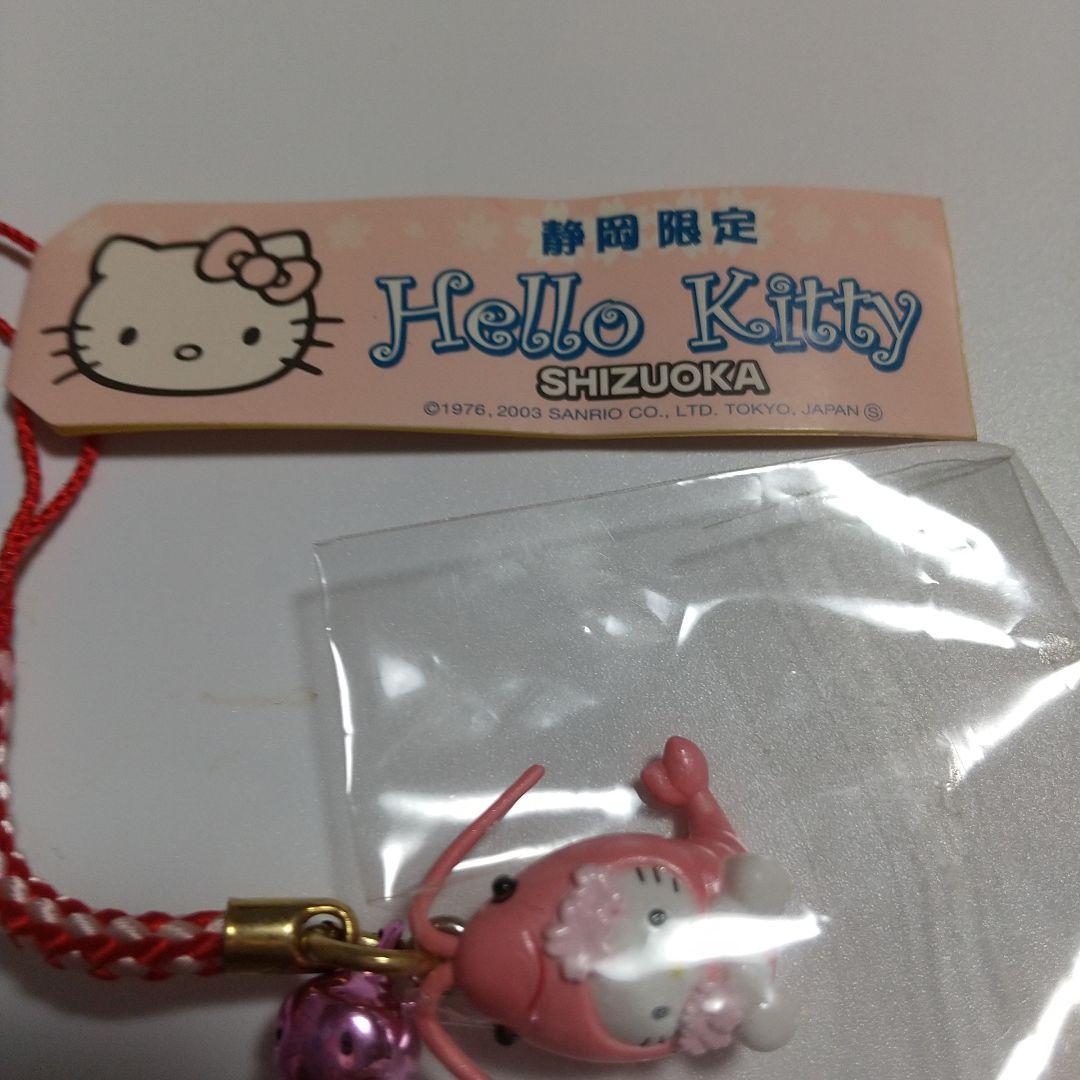 静岡限定
Hello Kitty
SHIZUOKA
©1976, 2003 SANRIO CO., LTD. TOKYO, JAPAN Ⓢ